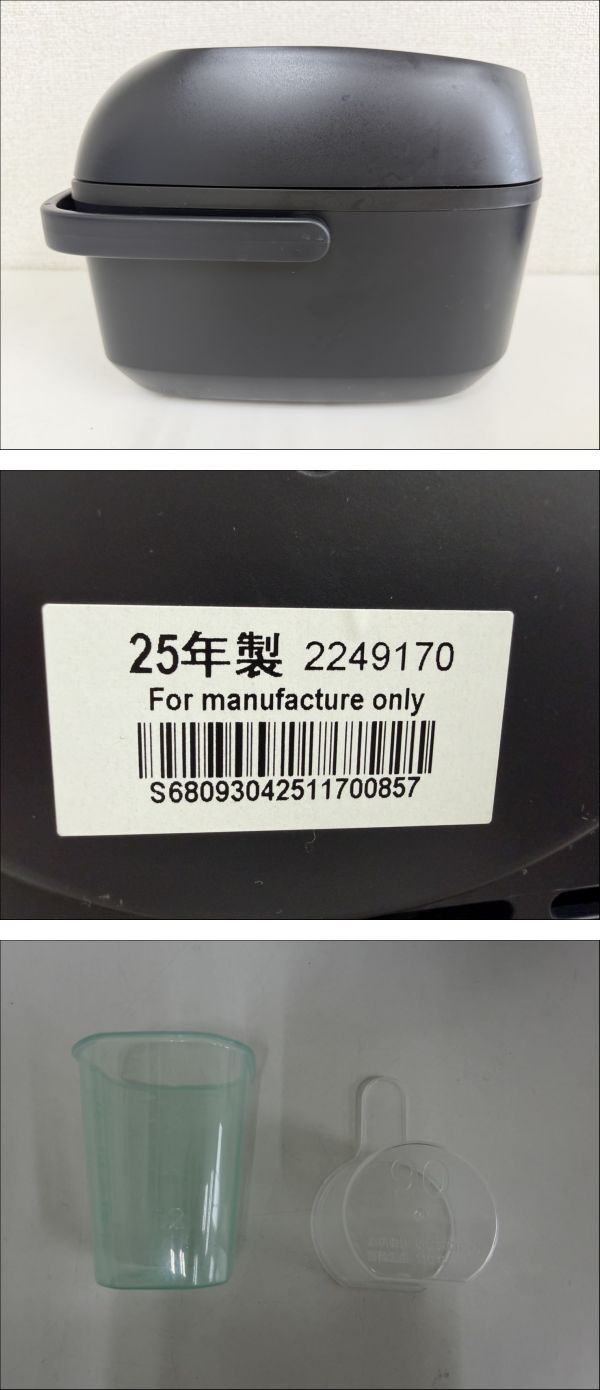 25年製 2249170
For manufacture only
S68093042511700857